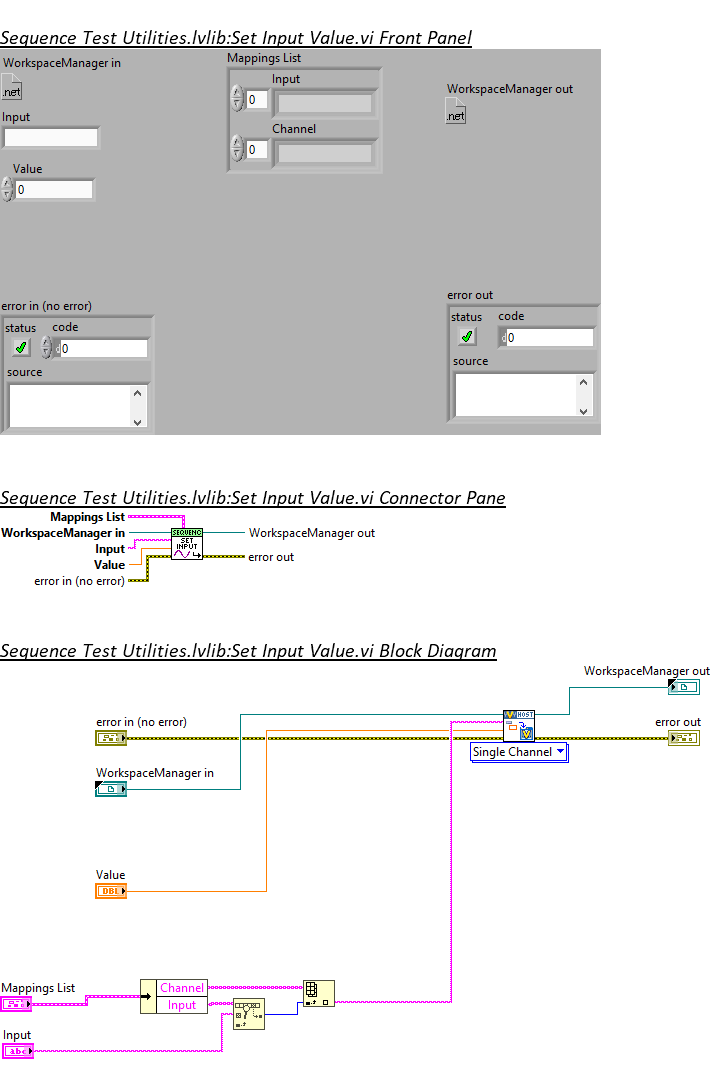 Sequence Test Utilities.lvlib:Set Input Value.vi Front Panel
WorkspaceManager in
Mappings List
.net
Input
0
WorkspaceManager out
.net
Input
Channel
0
Value
0
error in (no error)
status code
0
source
error out
status code
0
source
Sequence Test Utilities.lvlib:Set Input Value.vi Connector Pane
Mappings List
WorkspaceManager in
Input
Value
error in (no error)
SEQUENC
SET
INPUT
WorkspaceManager out
error out
Sequence Test Utilities.lvlib:Set Input Value.vi Block Diagram
WorkspaceManager out
error in (no error)
HOST
error out
Single Channel
WorkspaceManager in
Value
DBL
Mappings List
Channel
Input
Input
abc